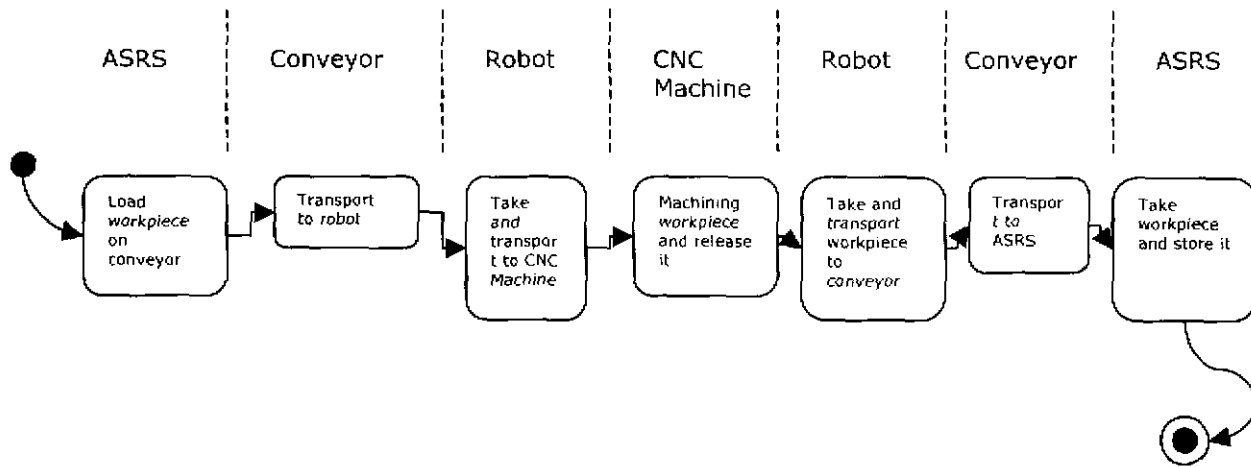 ASRS
Conveyor
Robot
CNC
Machine
Robot
Conveyor
ASRS
Load
workpiece
on
conveyor
Transport
to robot
Take
and
transpor
t to CNC
Machine
Machining
workpiece
and release
it
Take and
transport
workpiece
to
conveyor
Transpor
t to
ASRS
Take
workpiece
and store it